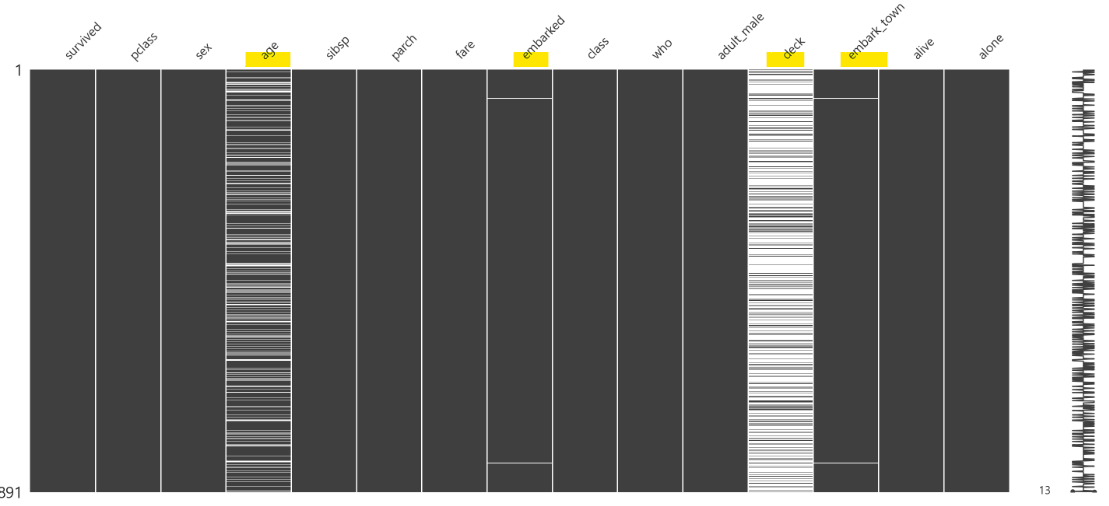 survived pclass sex age sibsp parch fare embarked class who adult_male deck embark_town alive alone
1
891
13